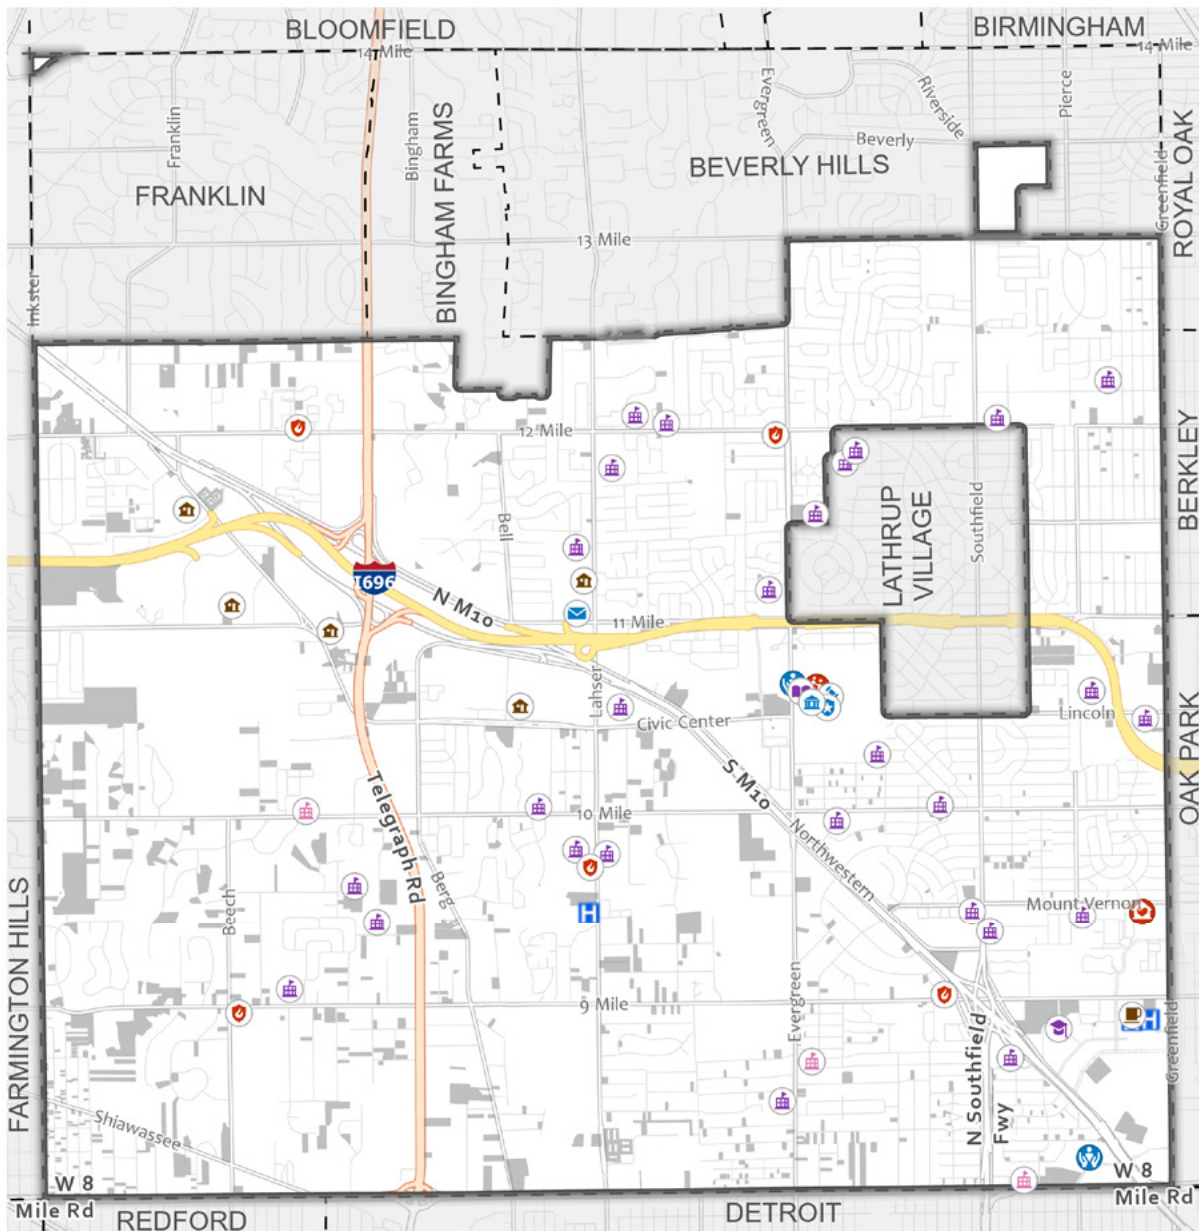 BLOOMFIELD
BIRMINGHAM
14 Mile
14 Mile
Franklin
Bingham
BINGHAM FARMS
Evergreen
Riverside
Pierce
Beverly
BEVERLY HILLS
FRANKLIN
Greenfield
ROYAL OAK
13 Mile
Inkster
12 Mile
BERKLEY
LATHRUP
VILLAGE
Southfield
Bell
I696
N M10
11 Mile
Lahser
Civic Center
Lincoln
OAK PARK
S M10
Telegraph Rd
10 Mile
Northwestern
Berg
Beech
Mount Vernon
FARMINGTON HILLS
9 Mile
Evergreen
N Southfield
Fwy
Greenfield
Shiawassee
W 8
Mile Rd
W 8
Mile Rd
REDFORD
DETROIT